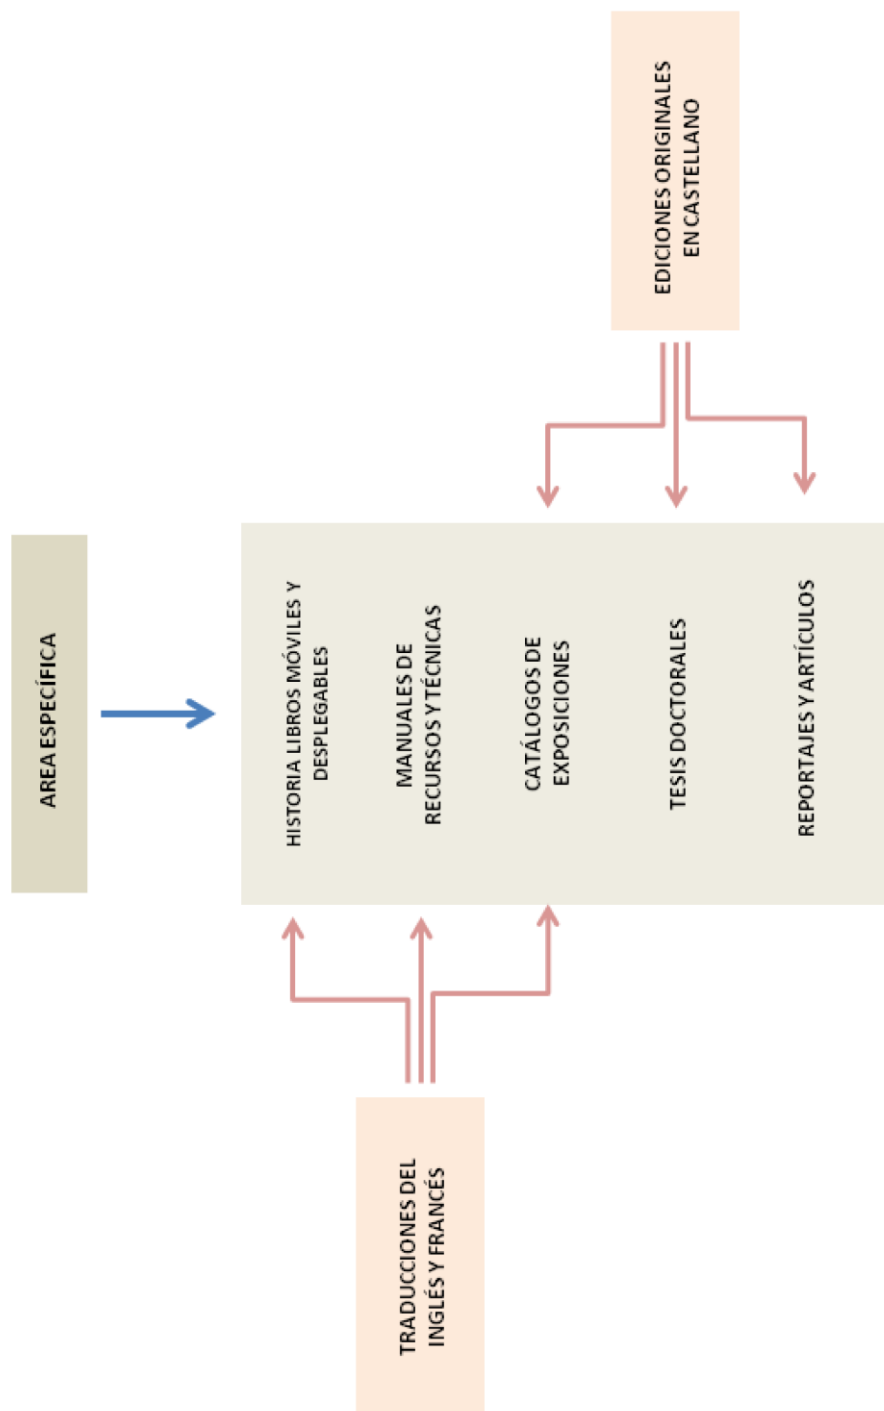 AREA ESPECÍFICA
HISTORIA LIBROS MÓVILES Y
DESPLEGABLES
MANUALES DE
RECURSOS Y TÉCNICAS
CATÁLOGOS DE
EXPOSICIONES
TESIS DOCTORALES
REPORTAJES Y ARTÍCULOS
TRADUCCIONES DEL
INGLÉS Y FRANCÉS
EDICIONES ORIGINALES
EN CASTELLANO